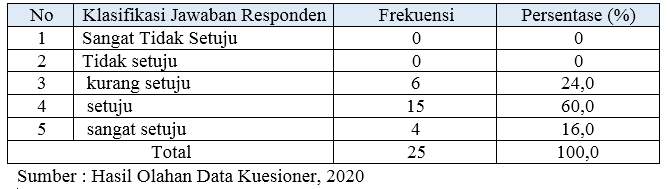 No Klasifikasi Jawaban Responden Frekuensi Persentase (%)
1 Sangat Tidak Setuju 0 0
2 Tidak setuju 0 0
3 kurang setuju 6 24,0
4 setuju 15 60,0
5 sangat setuju 4 16,0
Total 25 100,0
Sumber : Hasil Olahan Data Kuesioner, 2020